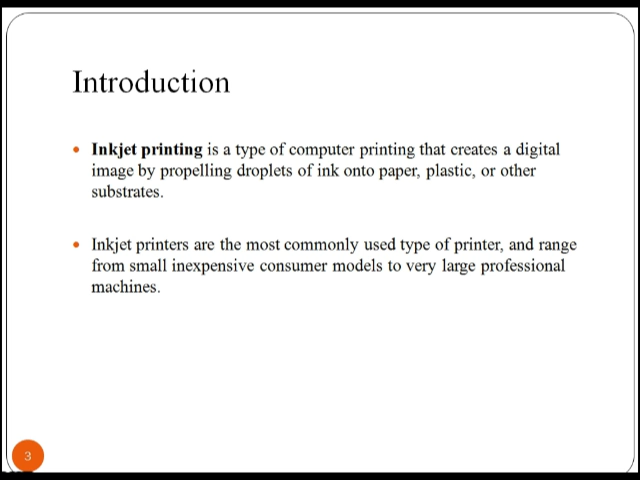 Introduction
• Inkjet printing is a type of computer printing that creates a digital
image by propelling droplets of ink onto paper, plastic, or other
substrates.
• Inkjet printers are the most commonly used type of printer, and range
from small inexpensive consumer models to very large professional
machines.
3